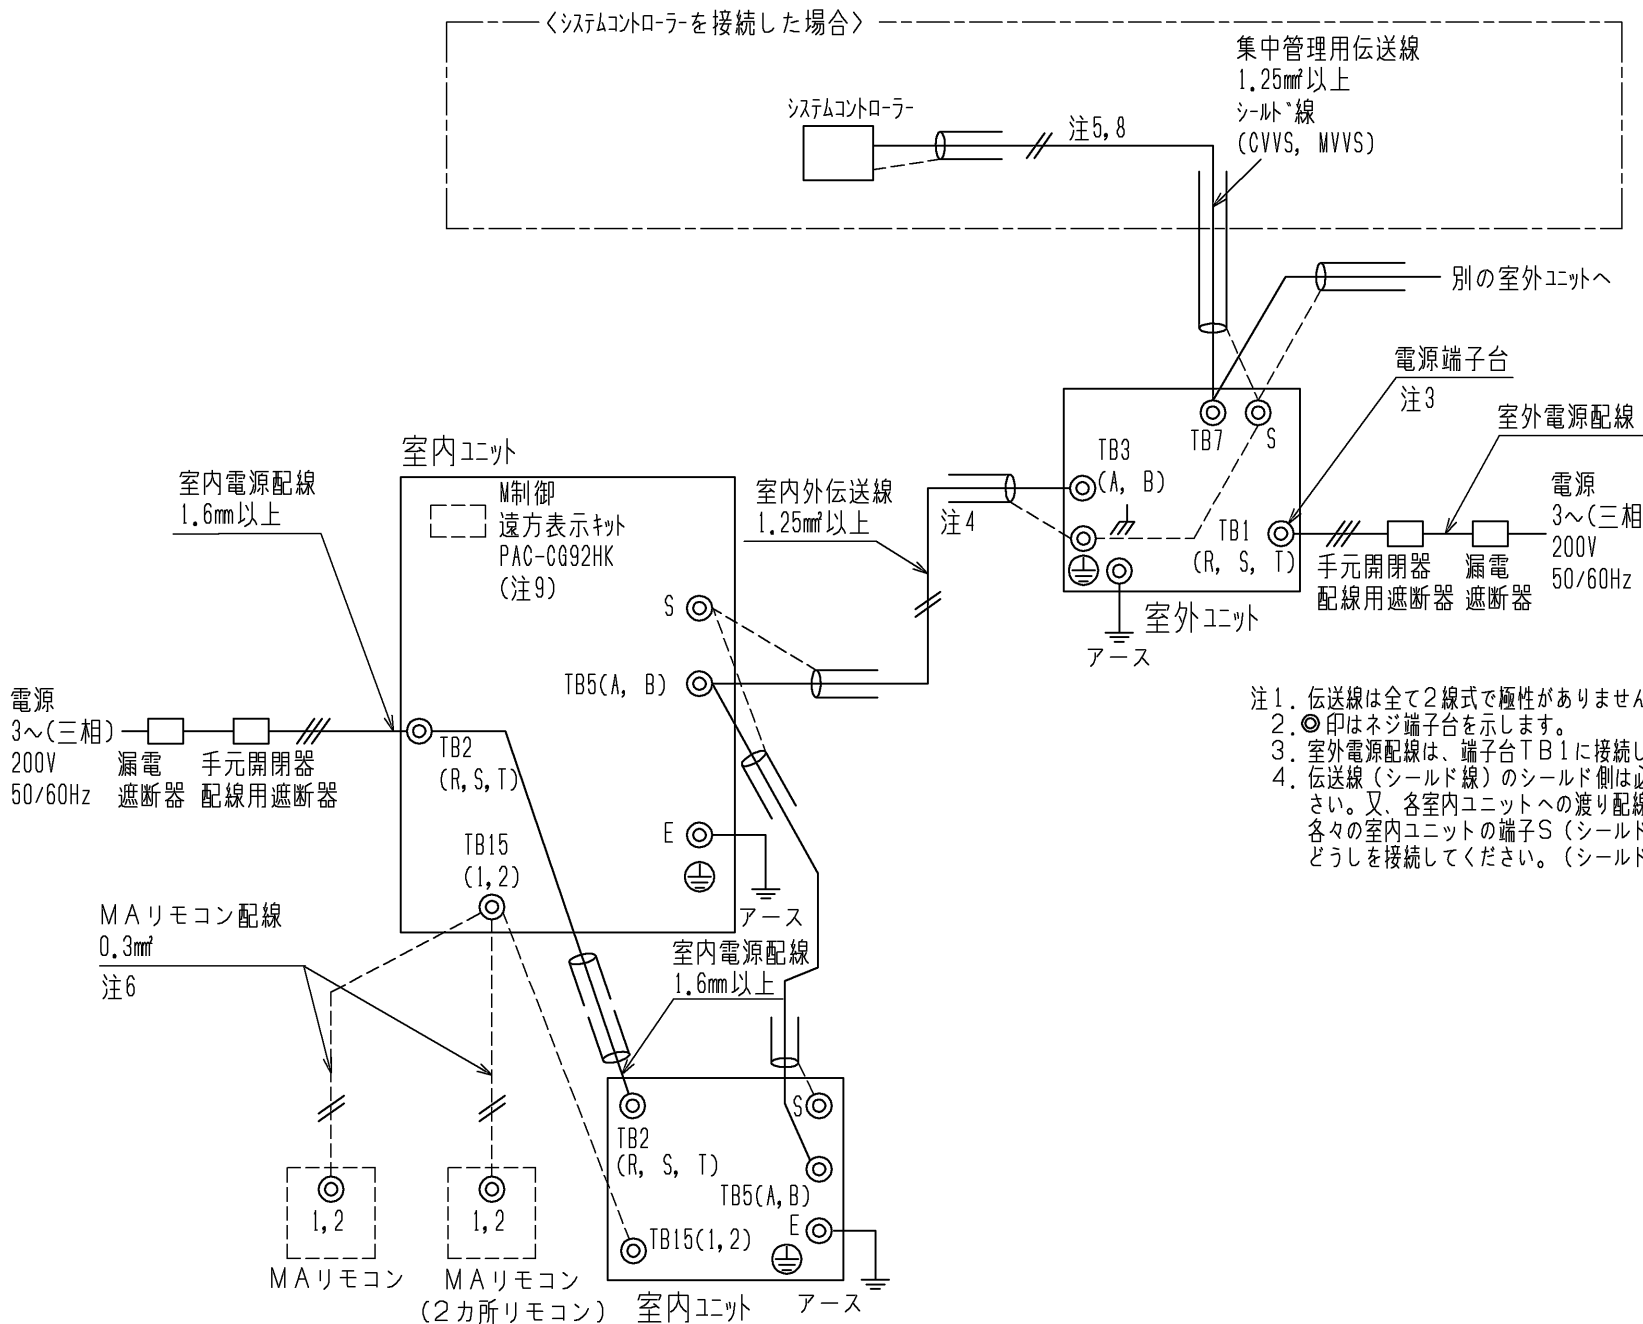 〈システムコントローラーを接続した場合〉
集中管理用伝送線
1.25mm²以上
シールド線
(CVVS, MVVS)
システムコントローラー
注5,8
別の室外ユニットへ
電源端子台
注3
室外電源配線
TB7
S
TB3
(A, B)
TB1
(R, S, T)
電源
3～(三相
200V
50/60Hz
手元開閉器
配線用遮断器
漏電
遮断器
室外ユニット
アース
室内ユニット
室内電源配線
1.6mm以上
M制御
遠方表示キット
PAC-CG92HK
(注9)
室内外伝送線
1.25mm²以上
注4
S
TB5(A, B)
電源
3～(三相)
200V
50/60Hz
漏電
遮断器
手元開閉器
配線用遮断器
TB2
(R,S,T)
E
TB15
(1,2)
アース
注1. 伝送線は全て2線式で極性がありません
2. ◎印はネジ端子台を示します。
3. 室外電源配線は、端子台TB1に接続し
4. 伝送線（シールド線）のシールド側は必
さい。又、各室内ユニットへの渡り配線
各々の室内ユニットの端子S（シールド
どうしを接続してください。（シールド
MAリモコン配線
0.3mm²
注6
室内電源配線
1.6mm以上
S
TB2
(R, S, T)
TB5(A,B)
E
TB15(1,2)
1,2
1,2
MAリモコン
MAリモコン
(2カ所リモコン)
室内ユニット
アース